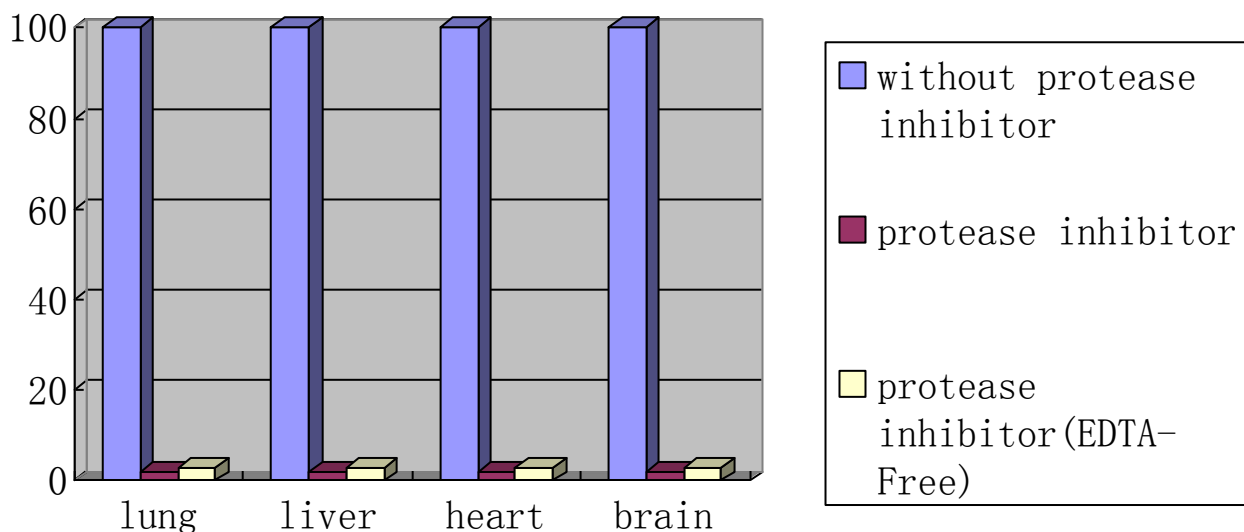 100
80
60
40
20
0
lung liver heart brain
without protease
inhibitor
protease inhibitor
protease
inhibitor(EDTA-
Free)